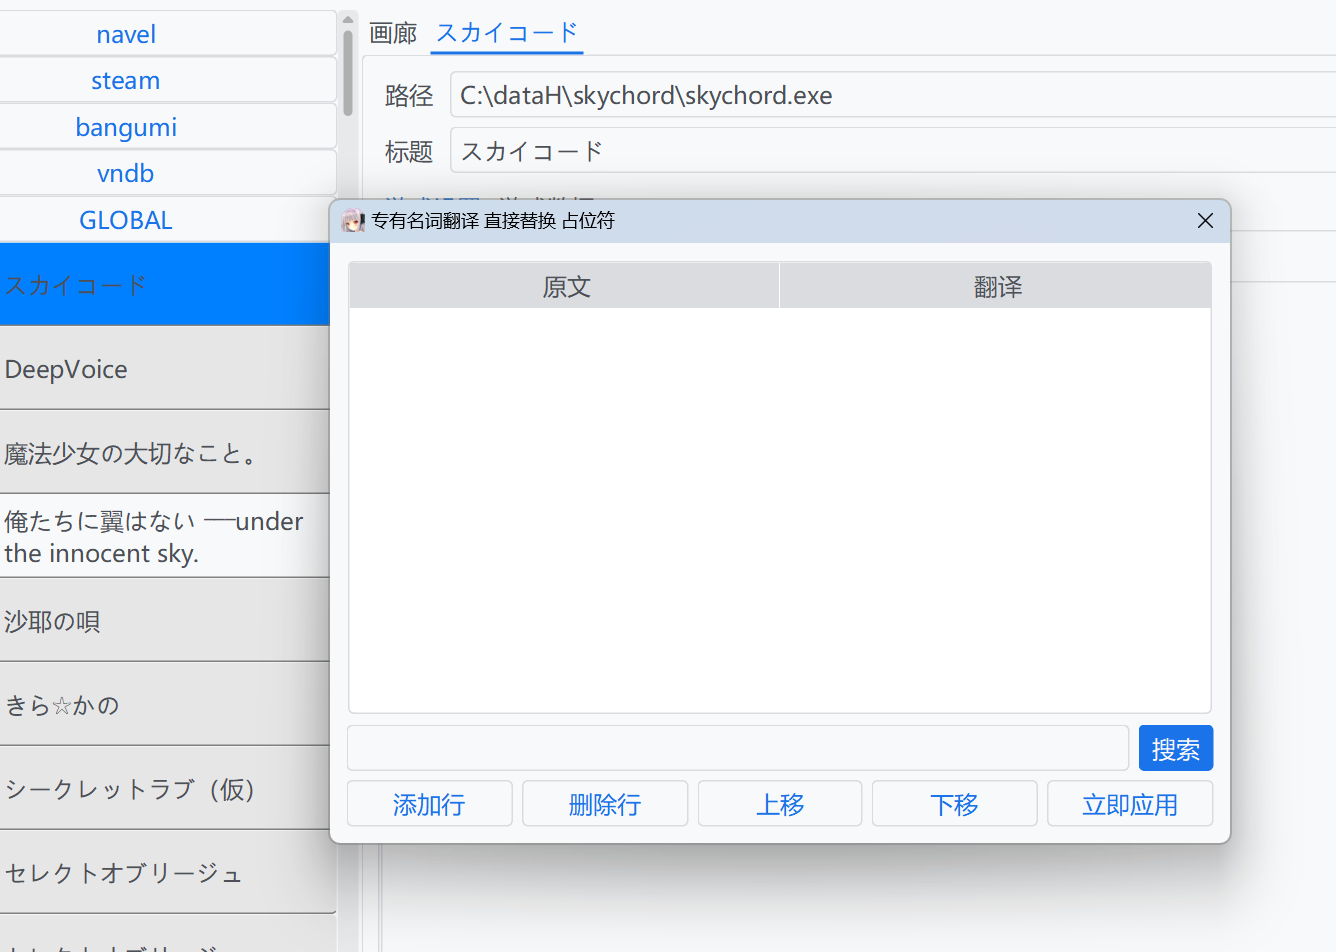 navel
steam
bangumi
vndb
GLOBAL
スカイコード
DeepVoice
魔法少女の大切なこと。
俺たちに翼はない ──under
the innocent sky.
沙耶の唄
きら☆かの
シークレットラブ（仮）
セレクトオブリージュ
画廊 スカイコード
路径 C:\dataH\skychord\skychord.exe
标题 スカイコード
专有名词翻译 直接替换 占位符
原文 翻译
搜索
添加行 删除行 上移 下移 立即应用